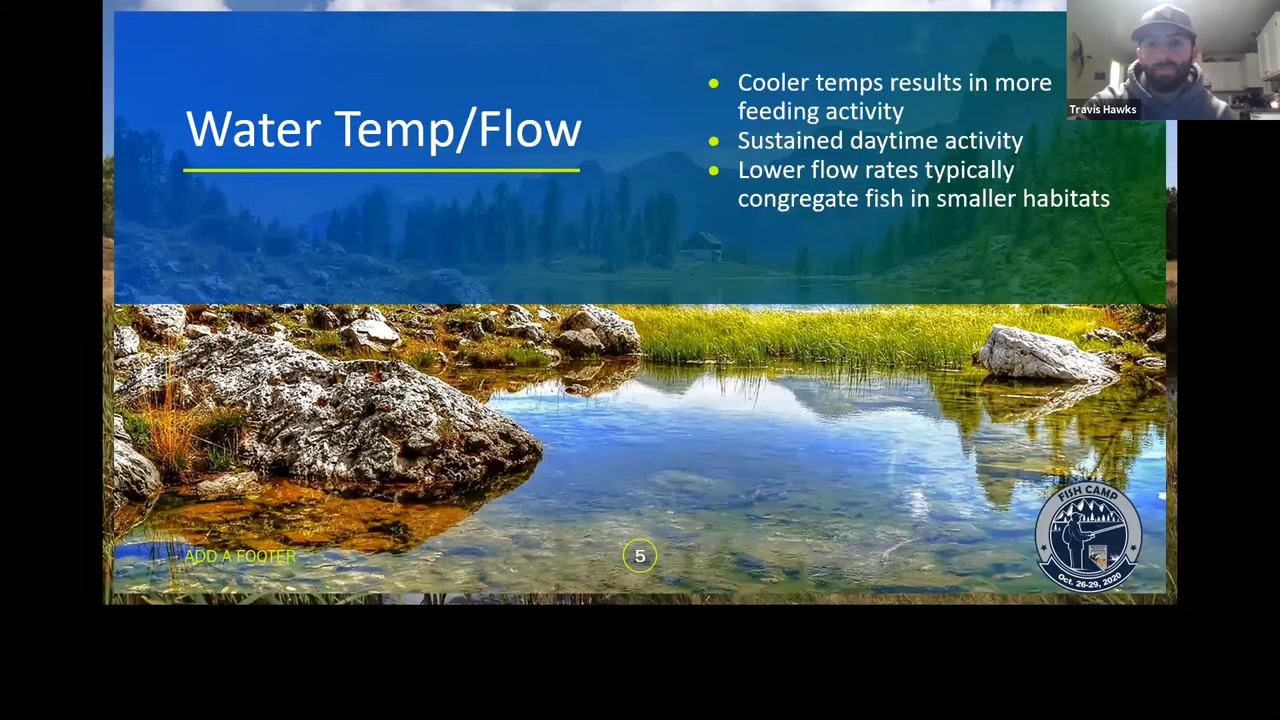 Water Temp/Flow
Cooler temps results in more
feeding activity
Sustained daytime activity
Lower flow rates typically
congregate fish in smaller habitats
Travis Hawks
ADD A FOOTER
5
FISH CAMP
Oct. 26-29, 2020